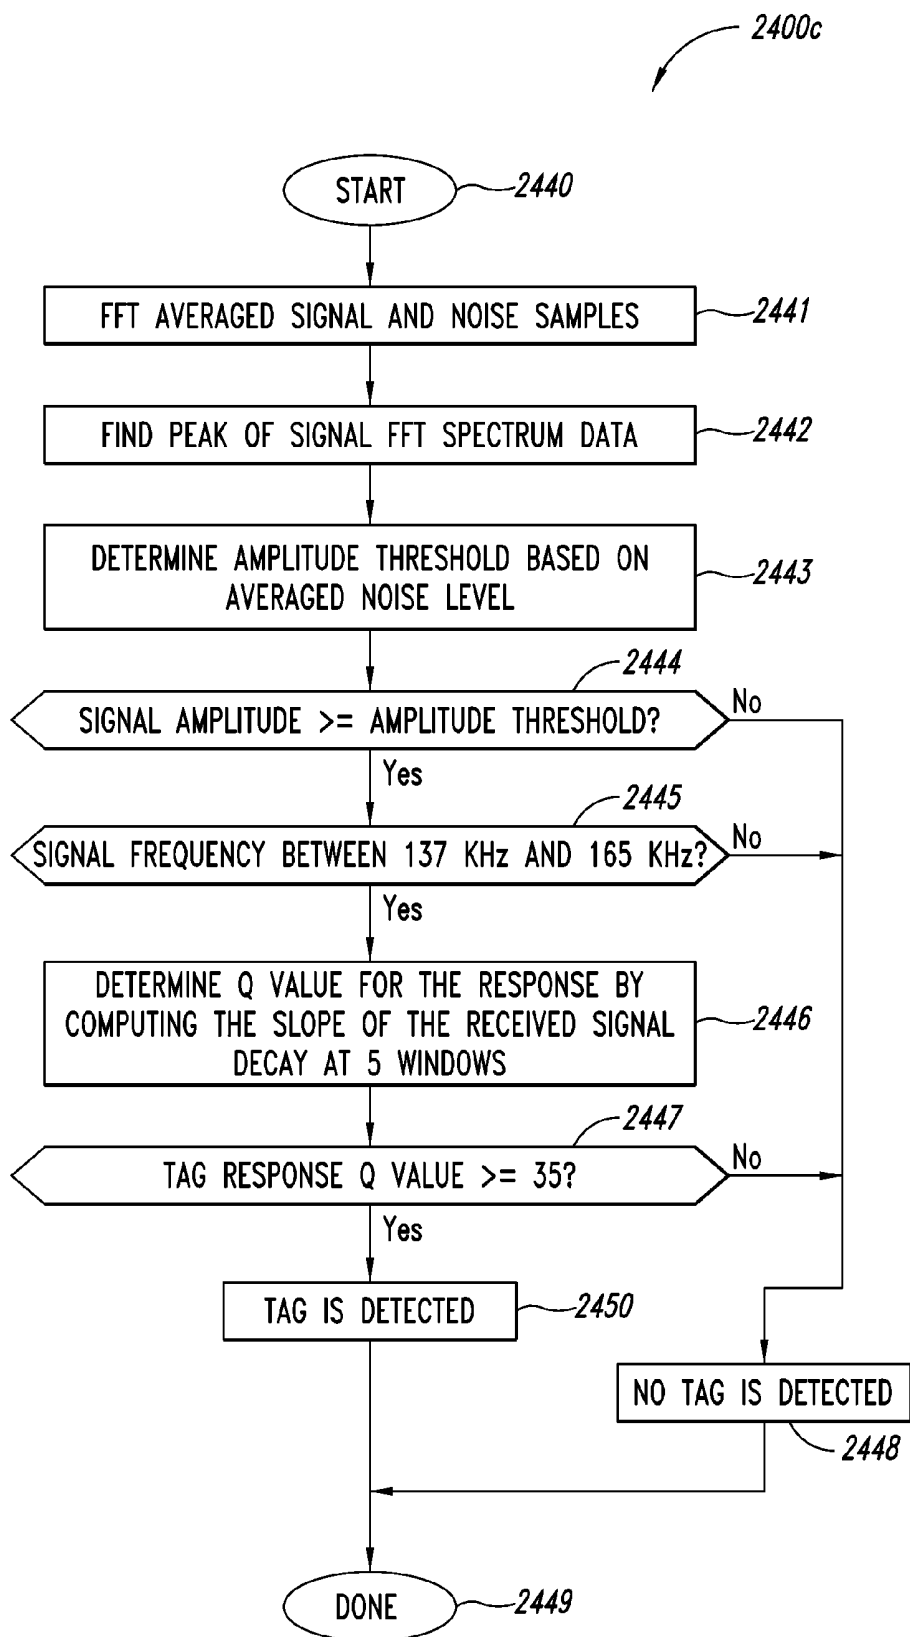 2400c
START
2440
FFT AVERAGED SIGNAL AND NOISE SAMPLES
2441
FIND PEAK OF SIGNAL FFT SPECTRUM DATA
2442
DETERMINE AMPLITUDE THRESHOLD BASED ON
AVERAGED NOISE LEVEL
2443
2444
SIGNAL AMPLITUDE >= AMPLITUDE THRESHOLD?
No
Yes
2445
SIGNAL FREQUENCY BETWEEN 137 KHz AND 165 KHz?
No
Yes
DETERMINE Q VALUE FOR THE RESPONSE BY
COMPUTING THE SLOPE OF THE RECEIVED SIGNAL
DECAY AT 5 WINDOWS
2446
2447
TAG RESPONSE Q VALUE >= 35?
No
Yes
TAG IS DETECTED
2450
NO TAG IS DETECTED
2448
DONE
2449